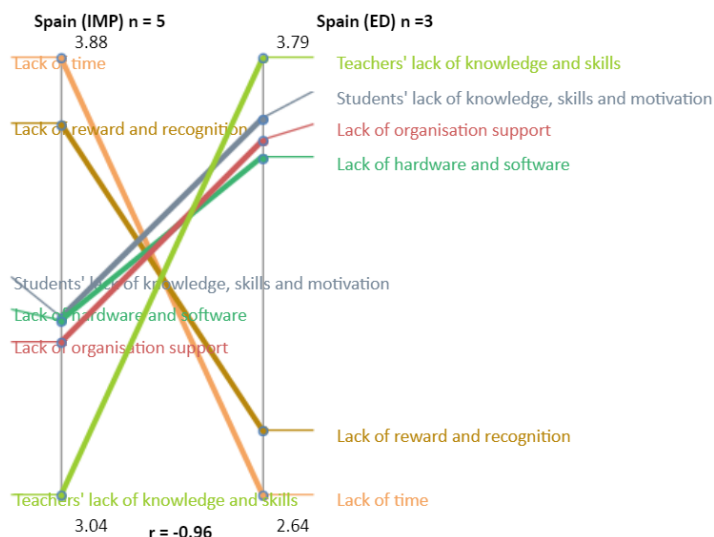 Spain (IMP) n = 5
Spain (ED) n =3
3.88
3.79
Lack of time
Teachers' lack of knowledge and skills
Students' lack of knowledge, skills and motivation
Lack of reward and recognition
Lack of organisation support
Lack of hardware and software
Students' lack of knowledge, skills and motivation
Lack of hardware and software
Lack of organisation support
Lack of reward and recognition
Teachers' lack of knowledge and skills
Lack of time
3.04
2.64
r = -0.96